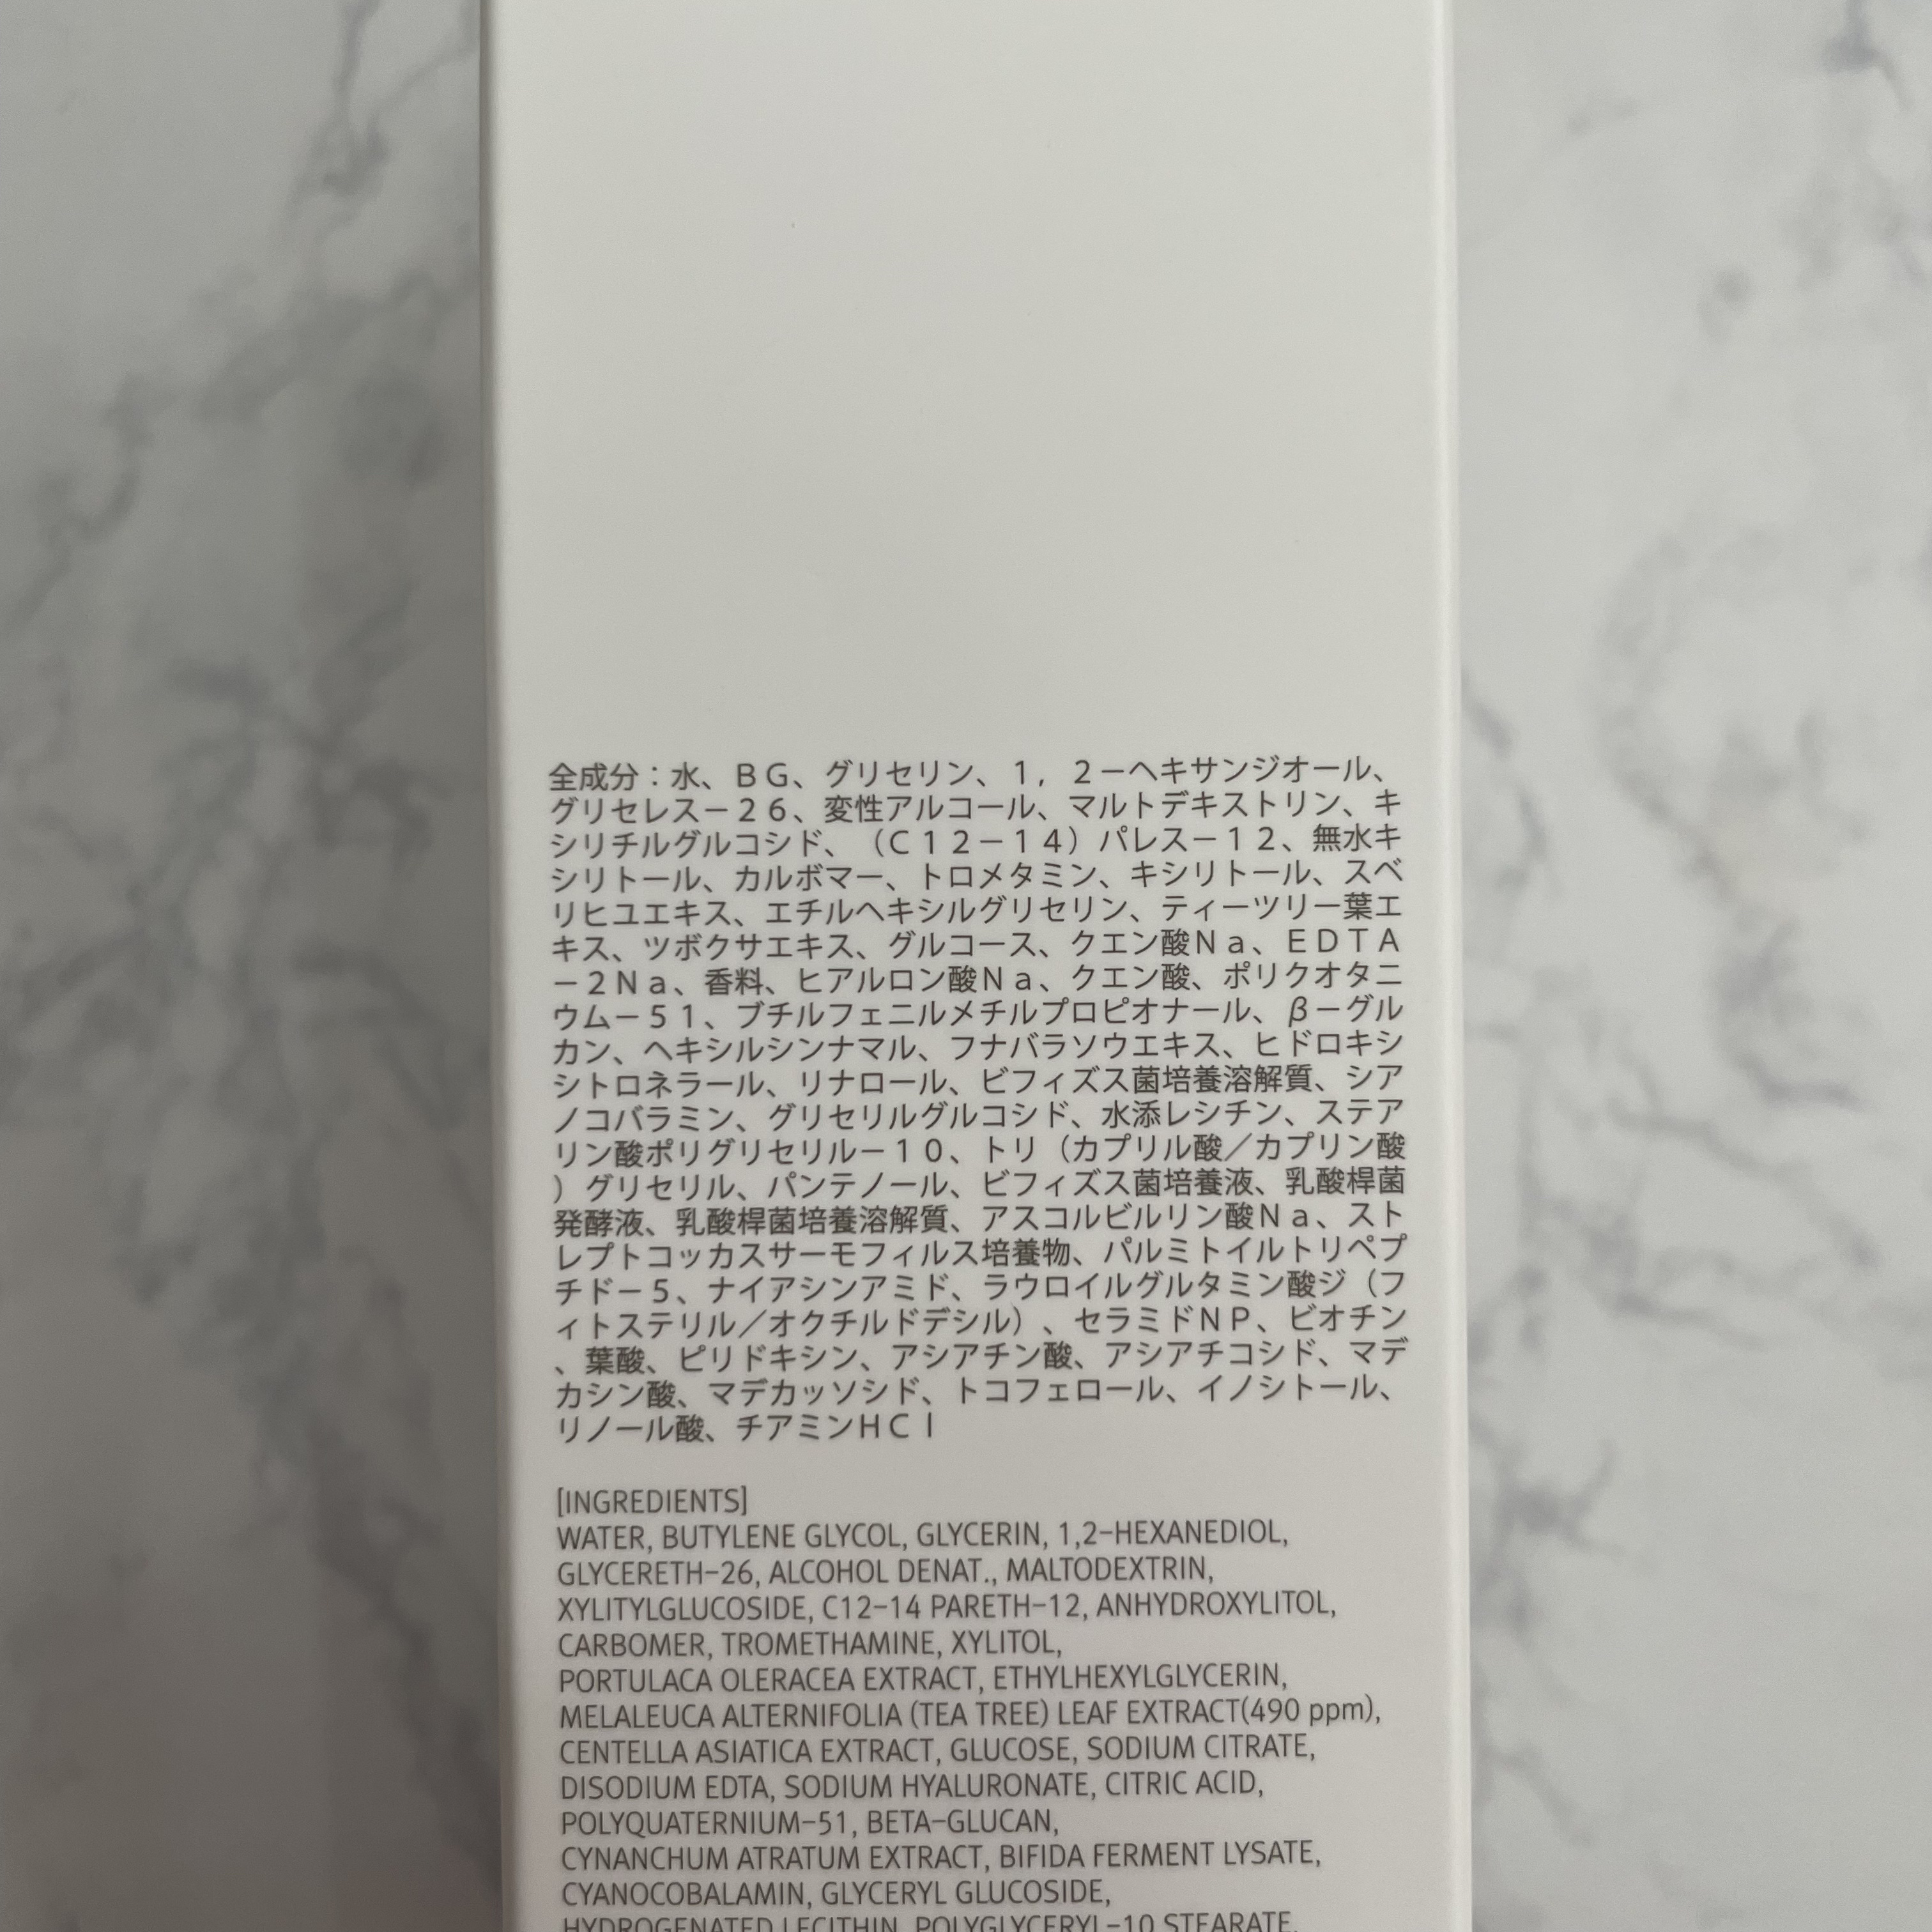 全成分：水、ＢＧ、グリセリン、１，２－ヘキサンジオール、
グリセレス－２６、変性アルコール、マルトデキストリン、キ
シリチルグルコシド、（Ｃ１２－１４）パレス－１２、無水キ
シリトール、カルボマー、トロメタミン、キシリトール、スベ
リヒユエキス、エチルヘキシルグリセリン、ティーツリー葉エ
キス、ツボクサエキス、グルコース、クエン酸Ｎａ、ＥＤＴＡ
－２Ｎａ、香料、ヒアルロン酸Ｎａ、クエン酸、ポリクオタニ
ウム－５１、ブチルフェニルメチルプロピオナール、β－グル
カン、ヘキシルシンナマル、フナバラソウエキス、ヒドロキシ
シトロネラール、リナロール、ビフィズス菌培養溶解質、シア
ノコバラミン、グリセリルグルコシド、水添レシチン、ステア
リン酸ポリグリセリル－１０、トリ（カプリル酸／カプリン酸
）グリセリル、パンテノール、ビフィズス菌培養液、乳酸桿菌
発酵液、乳酸桿菌培養溶解質、アスコルビルリン酸Ｎａ、スト
レプトコッカスサーモフィルス培養物、パルミトイルトリペプ
チド－５、ナイアシンアミド、ラウロイルグルタミン酸ジ（フ
ィトステリル／オクチルドデシル）、セラミドＮＰ、ビオチン
、葉酸、ピリドキシン、アシアチン酸、アシアチコシド、マデ
カシン酸、マデカッソシド、トコフェロール、イノシトール、
リノール酸、チアミンＨＣｌ
[INGREDIENTS]
WATER, BUTYLENE GLYCOL, GLYCERIN, 1,2-HEXANEDIOL,
GLYCERETH-26, ALCOHOL DENAT., MALTODEXTRIN,
XYLITYLGLUCOSIDE, C12-14 PARETH-12, ANHYDROXYLITOL,
CARBOMER, TROMETHAMINE, XYLITOL,
PORTULACA OLERACEA EXTRACT, ETHYLHEXYLGLYCERIN,
MELALEUCA ALTERNIFOLIA (TEA TREE) LEAF EXTRACT(490 ppm),
CENTELLA ASIATICA EXTRACT, GLUCOSE, SODIUM CITRATE,
DISODIUM EDTA, SODIUM HYALURONATE, CITRIC ACID,
POLYQUATERNIUM-51, BETA-GLUCAN,
CYNANCHUM ATRATUM EXTRACT, BIFIDA FERMENT LYSATE,
CYANOCOBALAMIN, GLYCERYL GLUCOSIDE,
HYDROGENATED LECITHIN, POLYGLYCERYL-10 STEARATE,